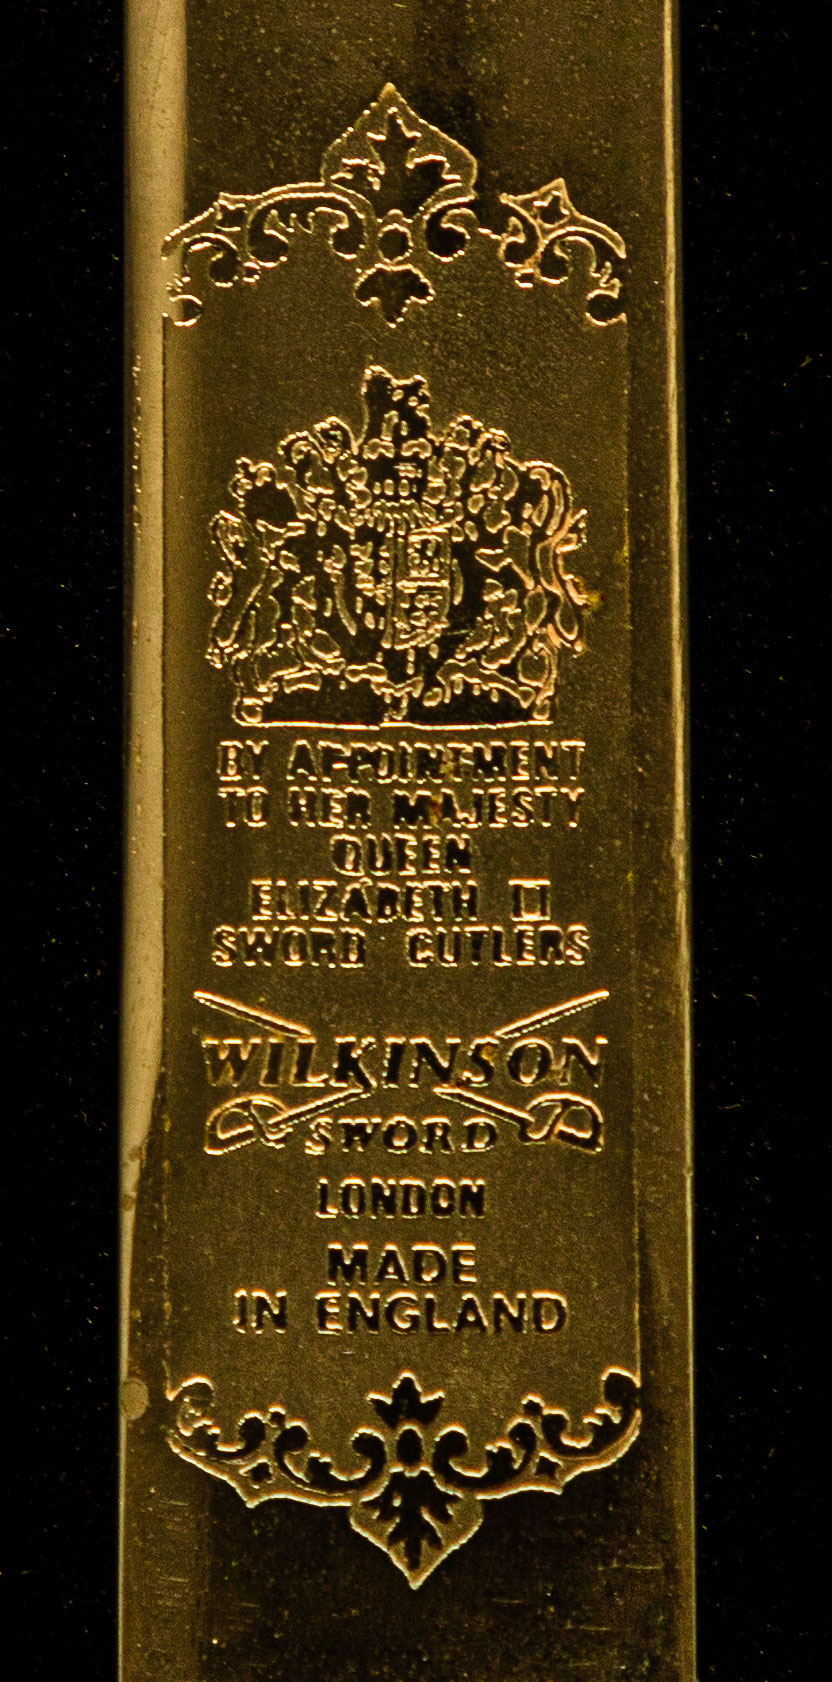 BY APPOINTMENT
TO HER MAJESTY
QUEEN
ELIZABETH II
SWORD CUTLERS
WILKINSON
SWORD
LONDON
MADE
IN ENGLAND